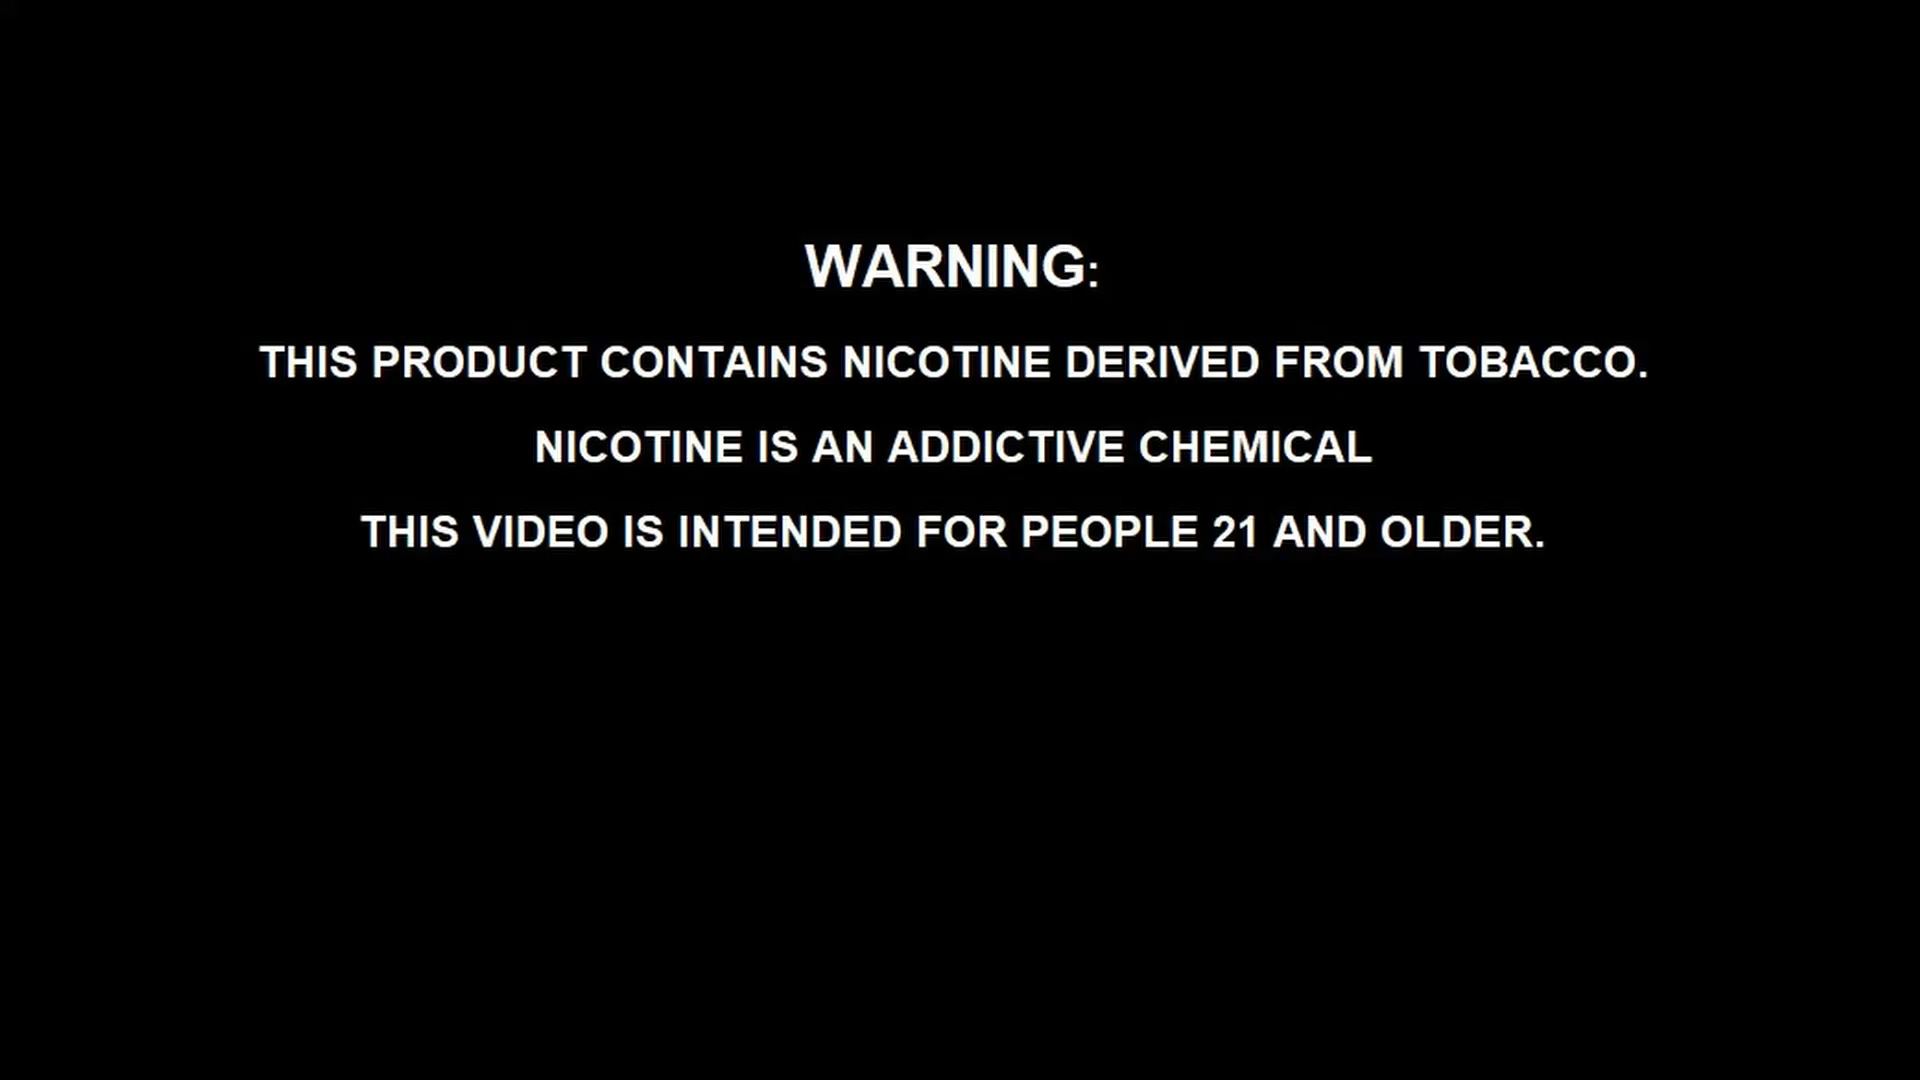 WARNING:
THIS PRODUCT CONTAINS NICOTINE DERIVED FROM TOBACCO.
NICOTINE IS AN ADDICTIVE CHEMICAL
THIS VIDEO IS INTENDED FOR PEOPLE 21 AND OLDER.